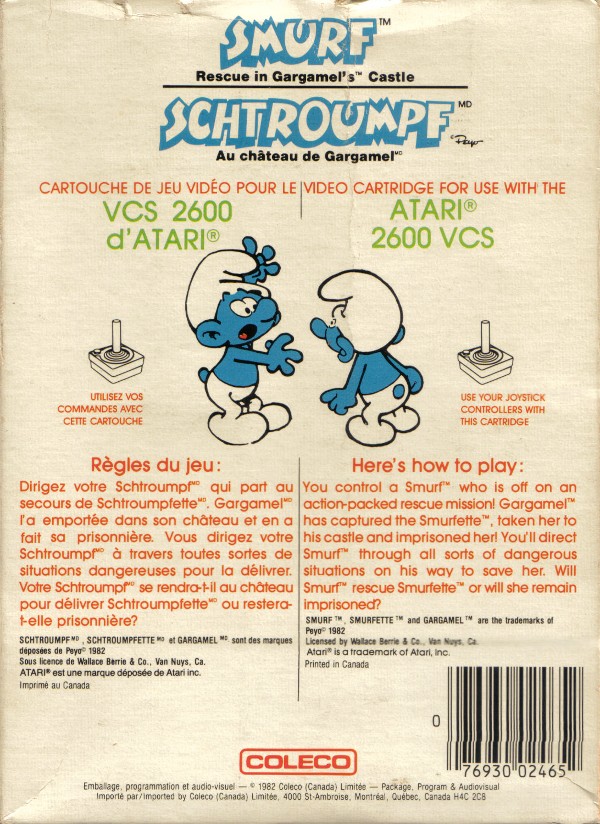 SMURF™
Rescue in Gargamel's™ Castle
SCHTROUMPF MD
© Peyo
Au château de Gargamel MD
CARTOUCHE DE JEU VIDÉO POUR LE
VCS 2600
d'ATARI®
VIDEO CARTRIDGE FOR USE WITH THE
ATARI®
2600 VCS
UTILISEZ VOS
COMMANDES AVEC
CETTE CARTOUCHE
USE YOUR JOYSTICK
CONTROLLERS WITH
THIS CARTRIDGE
Règles du jeu:
Dirigez votre Schtroumpf MD qui part au
secours de Schtroumpfette MD. Gargamel MD
l'a emportée dans son château et en a
fait sa prisonnière. Vous dirigez votre
Schtroumpf MD à travers toutes sortes de
situations dangereuses pour la délivrer.
Votre Schtroumpf MD se rendra-t-il au château
pour délivrer Schtroumpfette MD ou restera-
t-elle prisonnière?
SCHTROUMPF MD, SCHTROUMPFETTE MD et GARGAMEL MD sont des marques
déposées de Peyo© 1982
Sous licence de Wallace Berrie & Co., Van Nuys, Ca.
ATARI® est une marque déposée de Atari inc.
Imprimé au Canada
Here's how to play:
You control a Smurf™ who is off on an
action-packed rescue mission! Gargamel™
has captured the Smurfette™, taken her to
his castle and imprisoned her! You'll direct
Smurf™ through all sorts of dangerous
situations on his way to save her. Will
Smurf™ rescue Smurfette™ or will she remain
imprisoned?
SMURF™, SMURFETTE™ and GARGAMEL™ are the trademarks of
Peyo© 1982
Licensed by Wallace Berrie & Co., Van Nuys, Ca.
Atari® is a trademark of Atari, Inc.
Printed in Canada
0 76930 02465
COLECO
Emballage, programmation et audio-visuel — © 1982 Coleco (Canada) Limitée — Package, Program & Audiovisual
Importé par/Imported by Coleco (Canada) Limitée, 4000 St-Ambroise, Montréal, Québec, Canada H4C 2C8